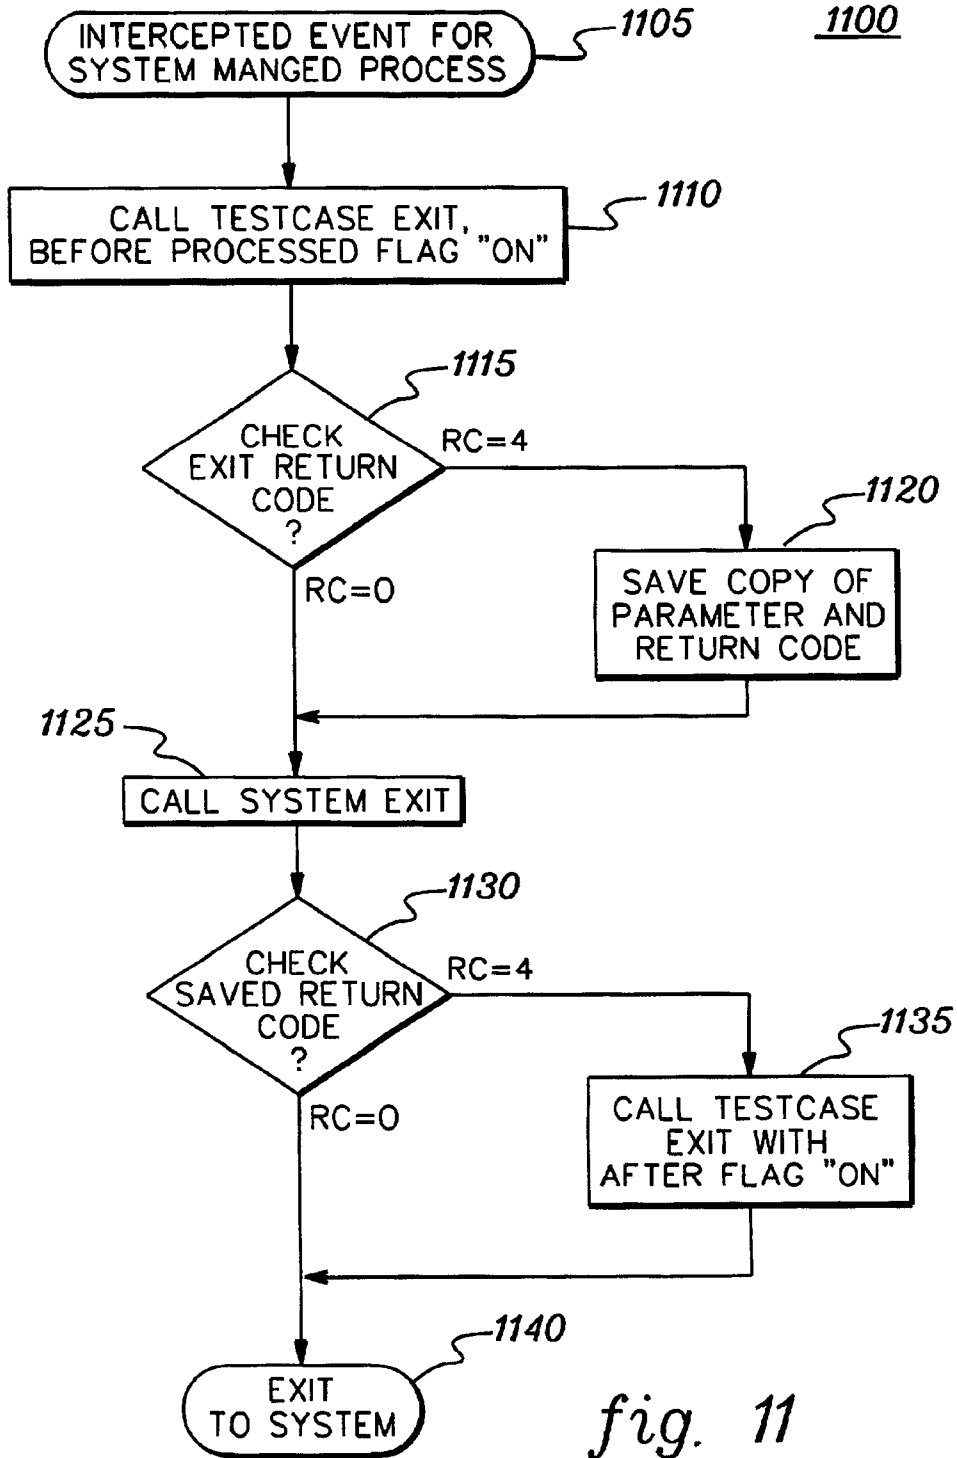 1100
INTERCEPTED EVENT FOR
SYSTEM MANGED PROCESS
1105
CALL TESTCASE EXIT,
BEFORE PROCESSED FLAG "ON"
1110
CHECK
EXIT RETURN
CODE
?
1115
RC=4
RC=0
SAVE COPY OF
PARAMETER AND
RETURN CODE
1120
1125
CALL SYSTEM EXIT
CHECK
SAVED RETURN
CODE
?
1130
RC=4
RC=0
CALL TESTCASE
EXIT WITH
AFTER FLAG "ON"
1135
EXIT
TO SYSTEM
1140
fig. 11